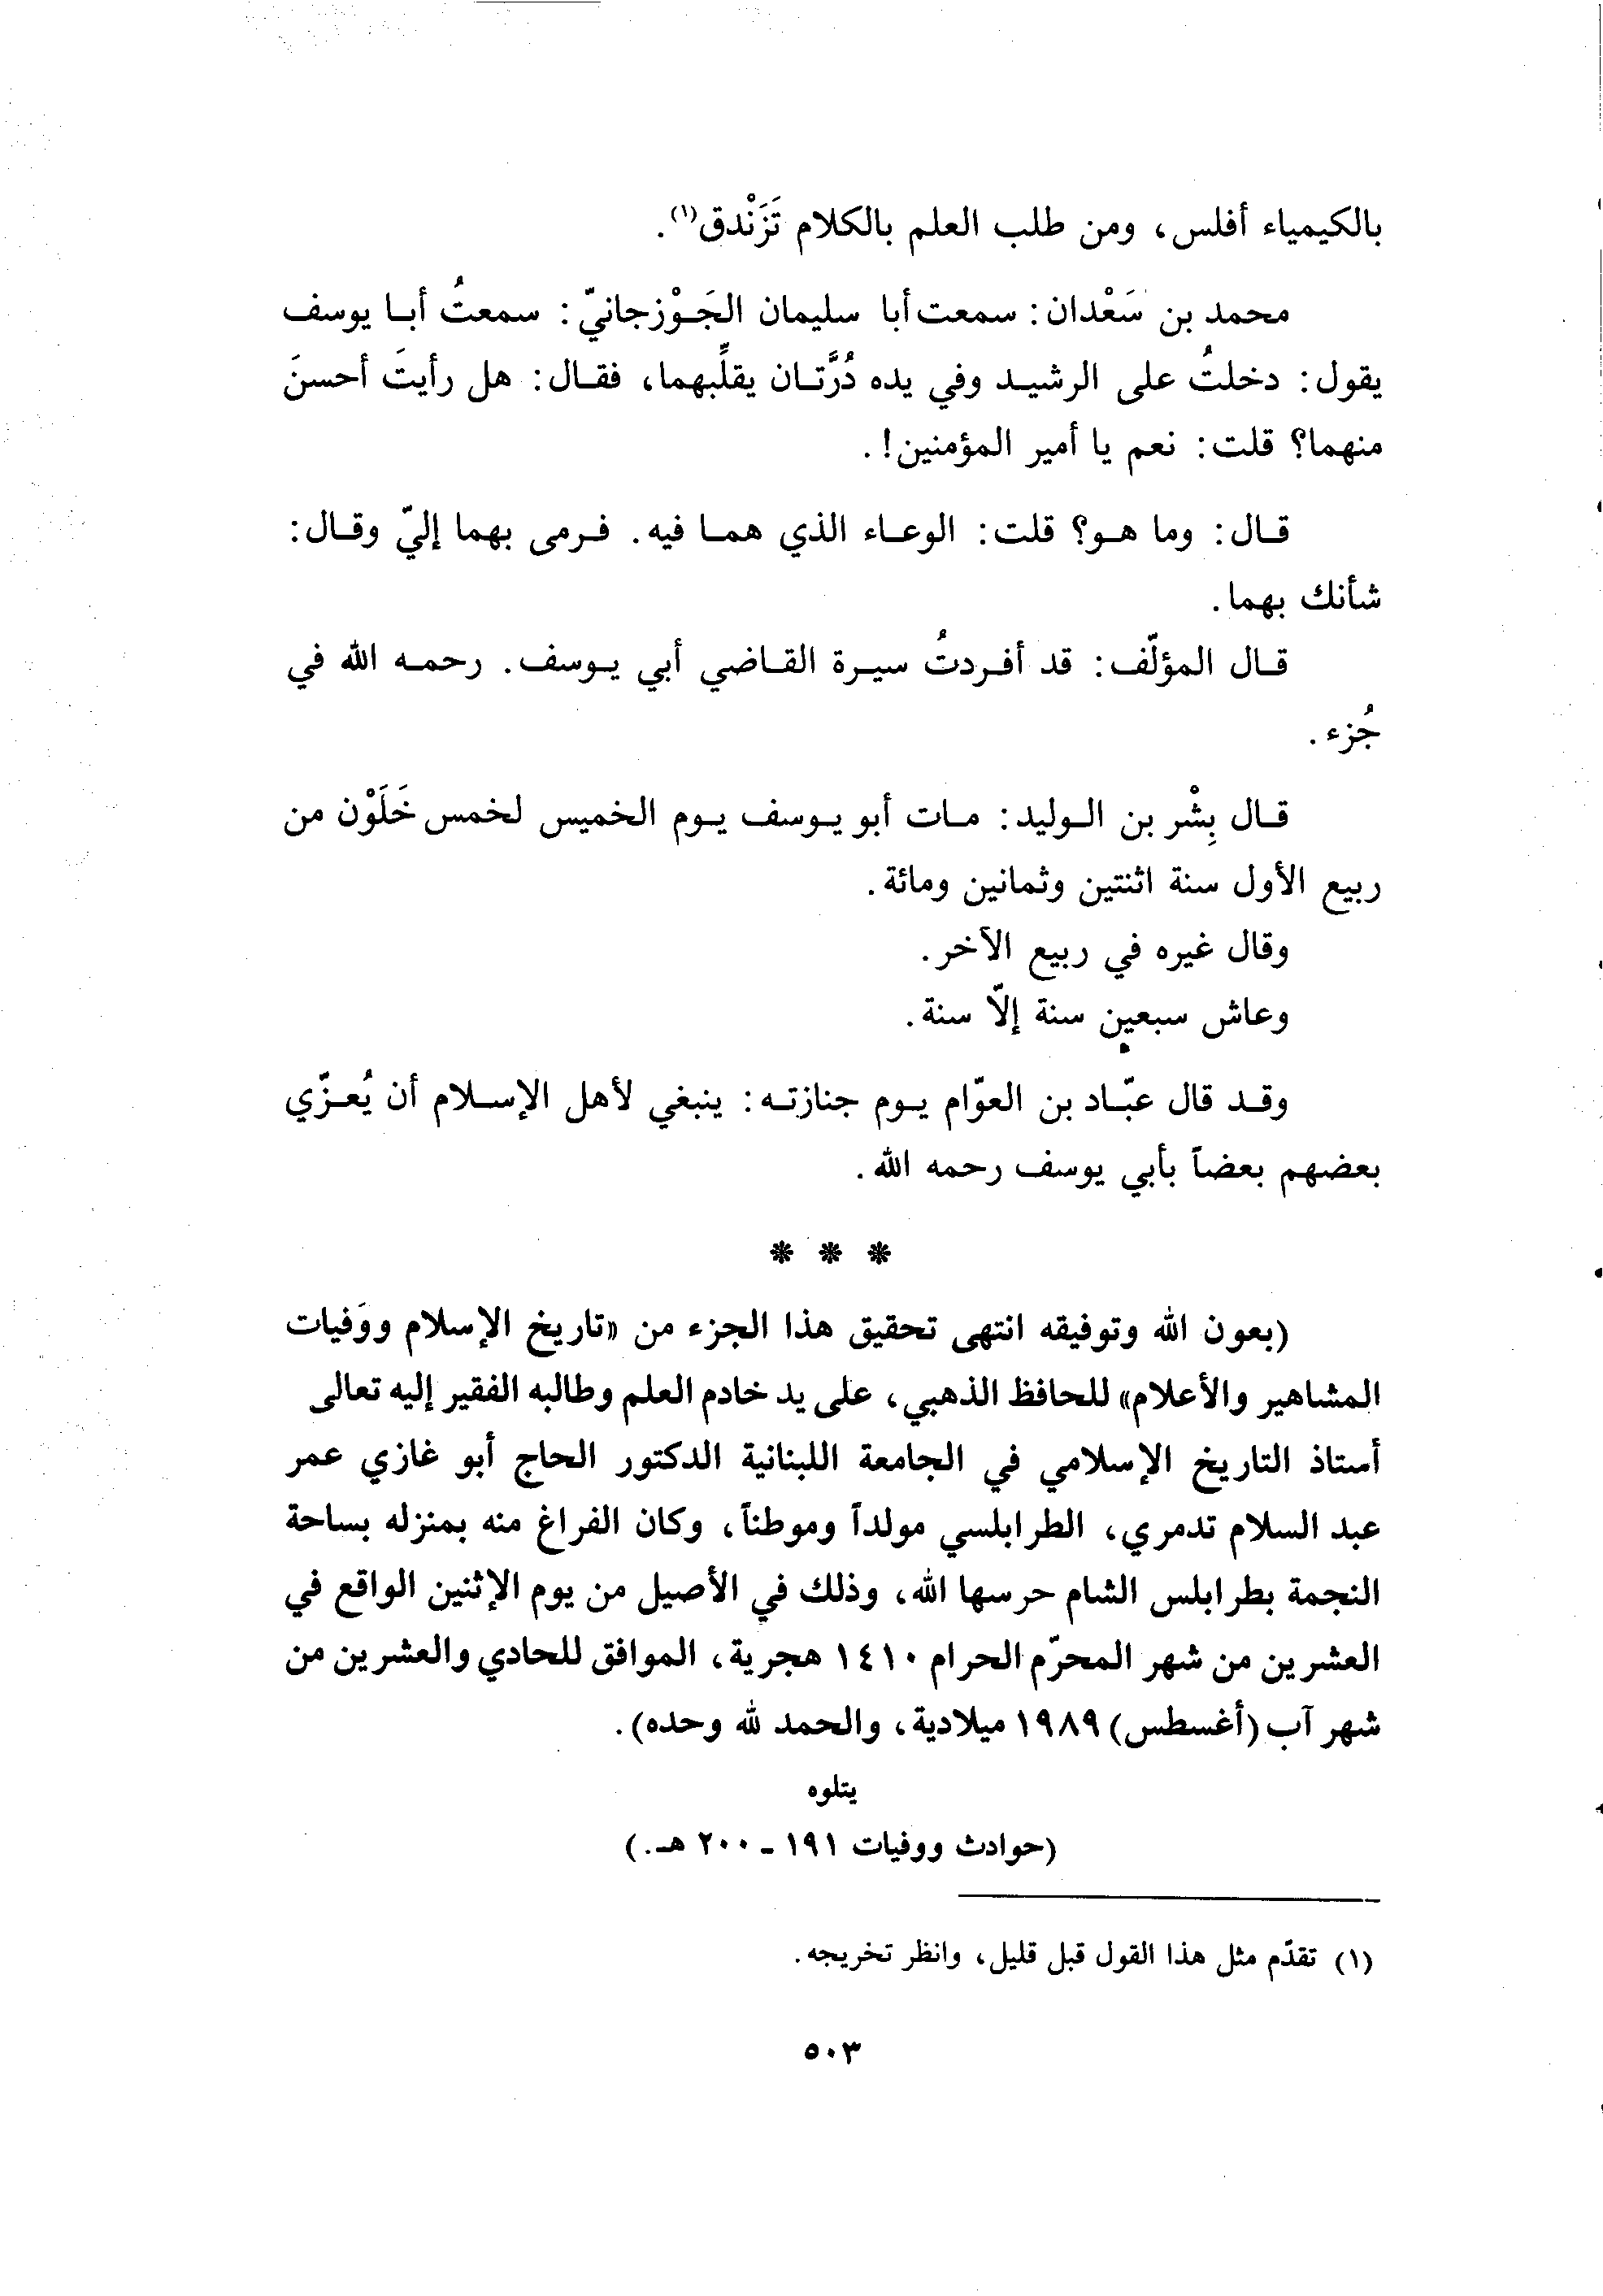 بالكيمياء أفلس، ومن طلب العلم بالكلام تَزَنْدق(١).
محمد بن سَعْدان: سمعت أبا سليمان الجَوْزجانيّ: سمعتُ أبا يوسف
يقول: دخلتُ على الرشيد وفي يده دُرَّتان يقلِّبهما، فقال: هل رأيتَ أحسنَ
منهما؟ قلت: نعم يا أمير المؤمنين!.
قال: وما هو؟ قلت: الوعاء الذي هما فيه. فرمى بهما إليّ وقال:
شأنك بهما.
قال المؤلّف: قد أفردتُ سيرة القاضي أبي يوسف. رحمه الله في
جُزء.
قال بِشْر بن الوليد: مات أبو يوسف يوم الخميس لخمس خَلَوْن من
ربيع الأول سنة اثنتين وثمانين ومائة.
وقال غيره في ربيع الآخر.
وعاش سبعين سنة إلّا سنة.
وقد قال عبّاد بن العوّام يوم جنازته: ينبغي لأهل الإسلام أن يُعزّي
بعضهم بعضاً بأبي يوسف رحمه الله.
* * *
(بعون الله وتوفيقه انتهى تحقيق هذا الجزء من «تاريخ الإسلام ووَفيات
المشاهير والأعلام» للحافظ الذهبي، على يد خادم العلم وطالبه الفقير إليه تعالى
أستاذ التاريخ الإسلامي في الجامعة اللبنانية الدكتور الحاج أبو غازي عمر
عبد السلام تدمري، الطرابلسي مولداً وموطناً، وكان الفراغ منه بمنزله بساحة
النجمة بطرابلس الشام حرسها الله، وذلك في الأصيل من يوم الإثنين الواقع في
العشرين من شهر المحرّم الحرام ١٤١٠ هجرية، الموافق للحادي والعشرين من
شهر آب (أغسطس) ١٩٨٩ ميلادية، والحمد لله وحده).
يتلوه
(حوادث ووفيات ١٩١ - ٢٠٠ هـ.)
(١) تقدّم مثل هذا القول قبل قليل، وانظر تخريجه.
٥٠٣